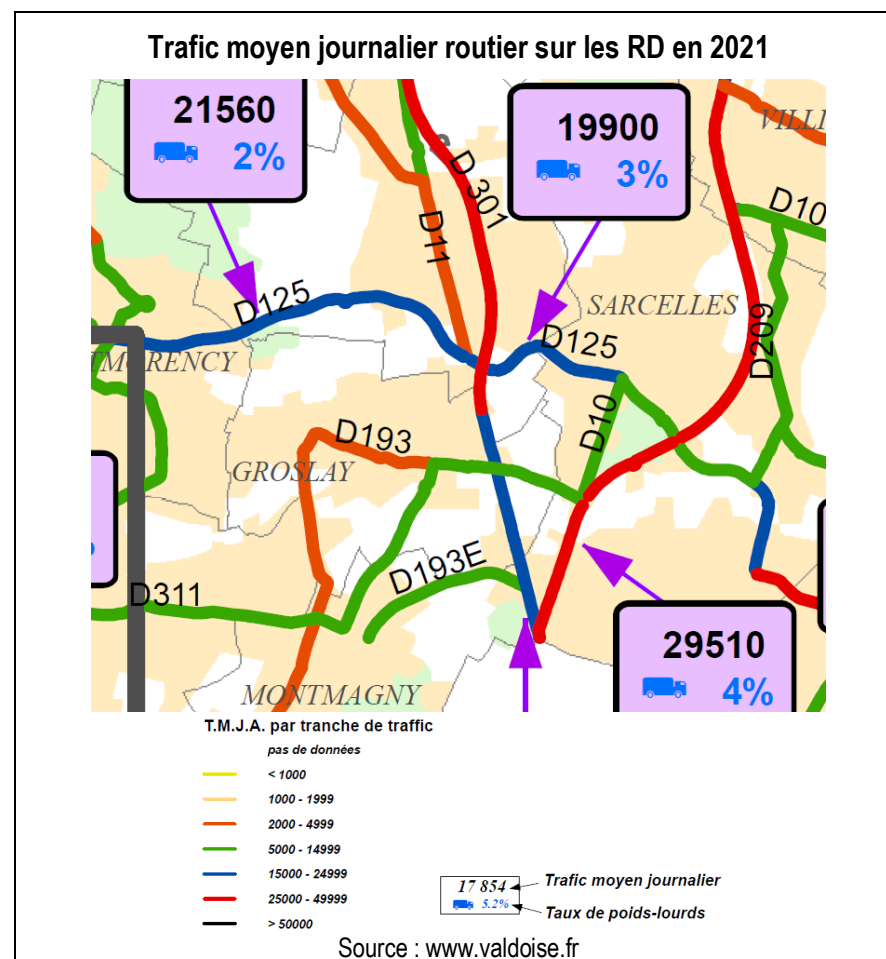 Trafic moyen journalier routier sur les RD en 2021
21560
2%
19900
3%
VILLI
D 301
D11
D10
D125
SARCELLES
D125
D209
TMORENCY
D10
D193
GROSLAY
D193E
D311
29510
4%
MONTMAGNY
T.M.J.A. par tranche de traffic
pas de données
< 1000
1000 - 1999
2000 - 4999
5000 - 14999
15000 - 24999
25000 - 49999
> 50000
17 854
5.2%
Trafic moyen journalier
Taux de poids-lourds
Source : www.valdoise.fr